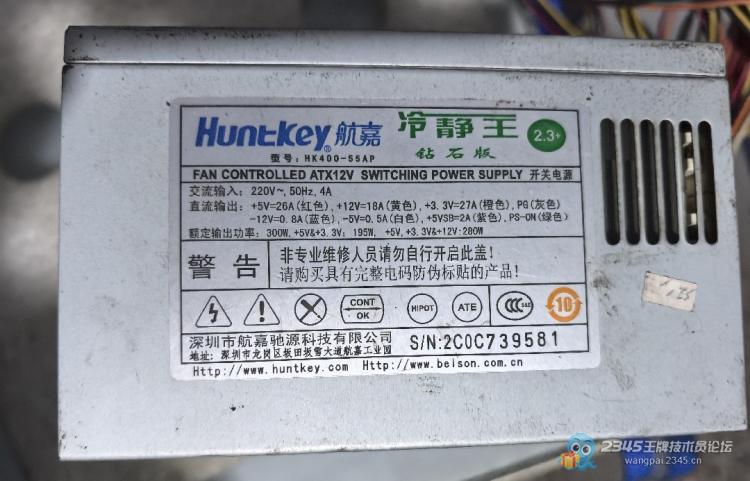 Huntkey® 航嘉 冷静王 2.3+
钻石版
型号: HK400-55AP
FAN CONTROLLED ATX12V SWITCHING POWER SUPPLY 开关电源
交流输入: 220V~, 50Hz, 4A
直流输出: +5V=26A(红色), +12V=18A(黄色), +3.3V=27A(橙色), PG(灰色)
-12V=0.8A(蓝色), -5V=0.5A(白色), +5VSB=2A(紫色), PS-ON(绿色)
额定输出功率: 300W, +5V&+3.3V: 195W, +5V,+3.3V&+12V:280W
警告
非专业维修人员请勿自行开启此盖!
请购买具有完整电码防伪标贴的产品!
CONT OK HIPOT ATE CCC S&E 10
深圳市航嘉驰源科技有限公司
地址: 深圳市龙岗区坂田坂雪大道航嘉工业园
S/N:2C0C739581
Http://www.huntkey.com Http://www.belson.com.cn
2345王牌技术员论坛
wangpai.2345.cn